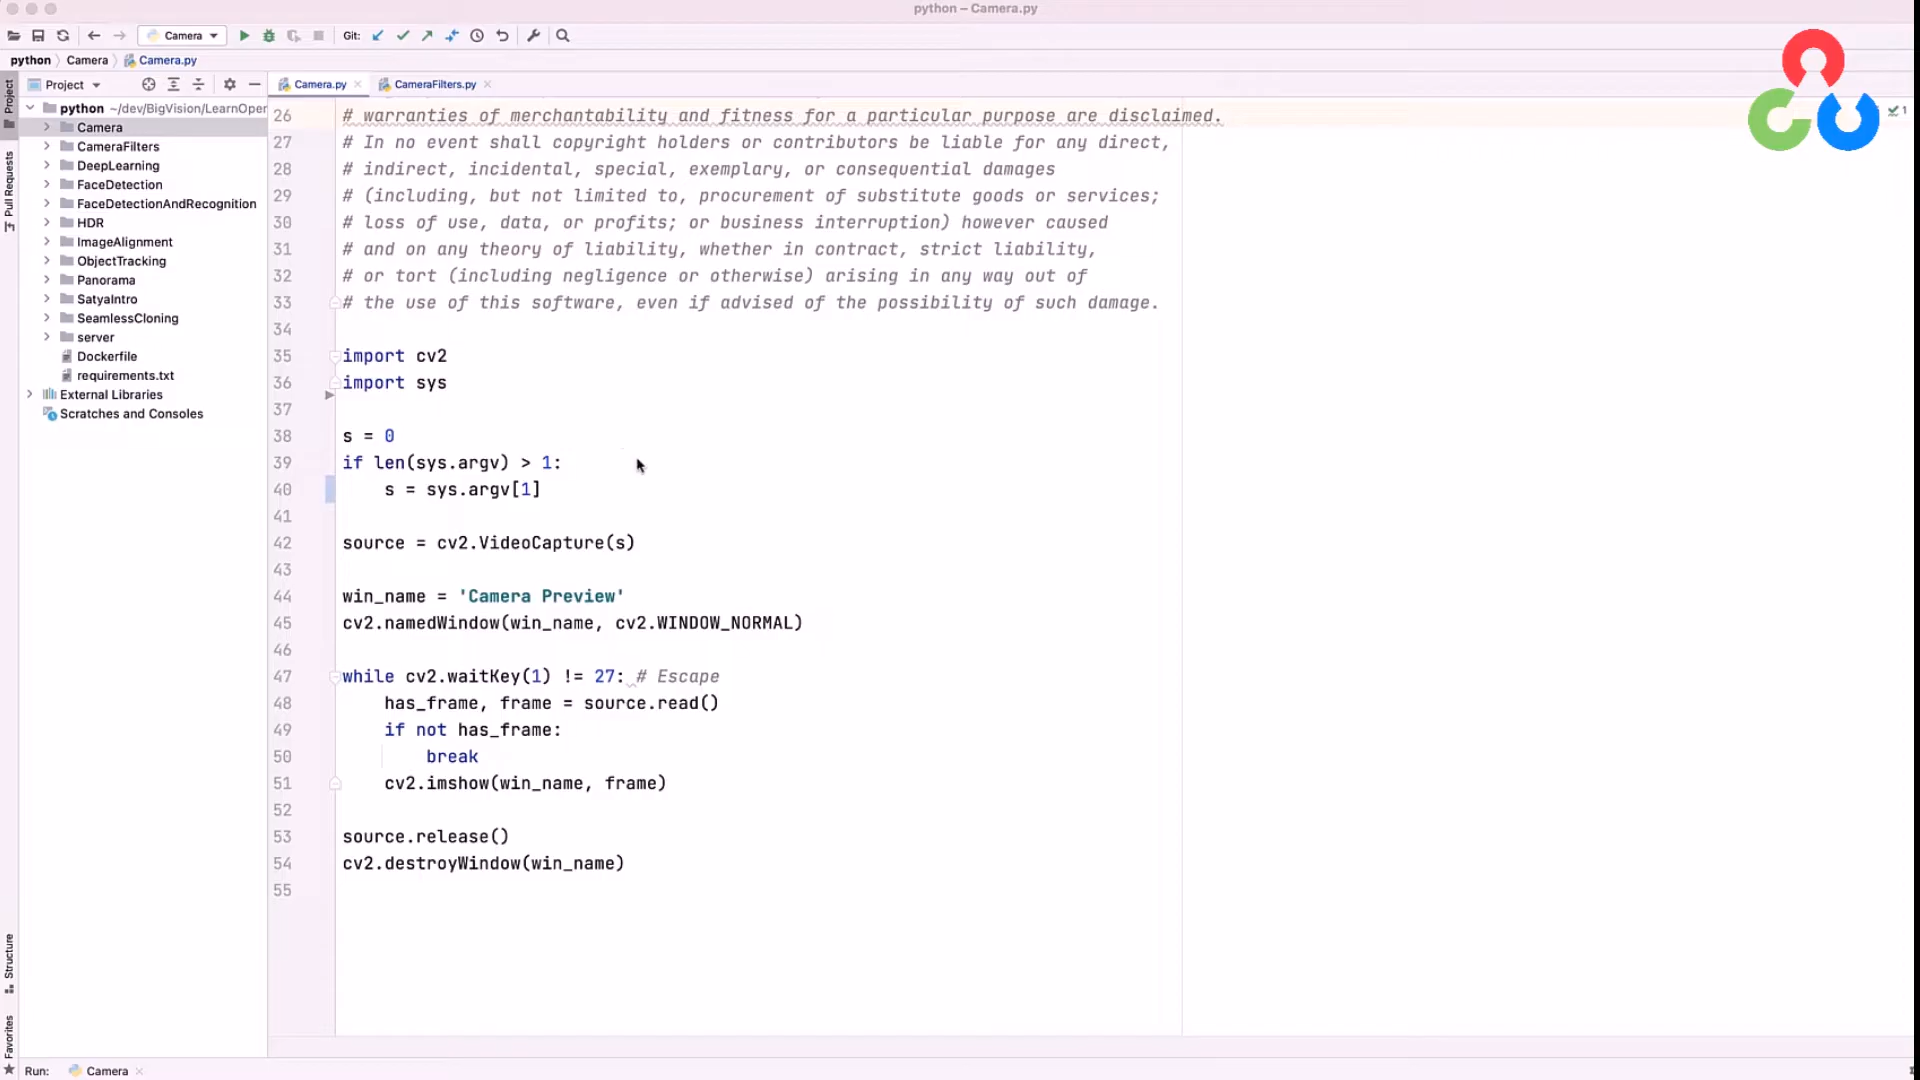 python – Camera.py
Camera
Git:
python
Camera
Camera.py
Project
Camera.py
CameraFilters.py
Project
Pull Requests
Structure
Favorites
python ~/dev/BigVision/LearnOper
Camera
CameraFilters
DeepLearning
FaceDetection
FaceDetectionAndRecognition
HDR
ImageAlignment
ObjectTracking
Panorama
SatyaIntro
SeamlessCloning
server
Dockerfile
requirements.txt
External Libraries
Scratches and Consoles
1
26 # warranties of merchantability and fitness for a particular purpose are disclaimed.
27 # In no event shall copyright holders or contributors be liable for any direct,
28 # indirect, incidental, special, exemplary, or consequential damages
29 # (including, but not limited to, procurement of substitute goods or services;
30 # loss of use, data, or profits; or business interruption) however caused
31 # and on any theory of liability, whether in contract, strict liability,
32 # or tort (including negligence or otherwise) arising in any way out of
33 # the use of this software, even if advised of the possibility of such damage.
34
35 import cv2
36 import sys
37
38 s = 0
39 if len(sys.argv) > 1:
40     s = sys.argv[1]
41
42 source = cv2.VideoCapture(s)
43
44 win_name = 'Camera Preview'
45 cv2.namedWindow(win_name, cv2.WINDOW_NORMAL)
46
47 while cv2.waitKey(1) != 27: # Escape
48     has_frame, frame = source.read()
49     if not has_frame:
50         break
51     cv2.imshow(win_name, frame)
52
53 source.release()
54 cv2.destroyWindow(win_name)
55
Run: Camera